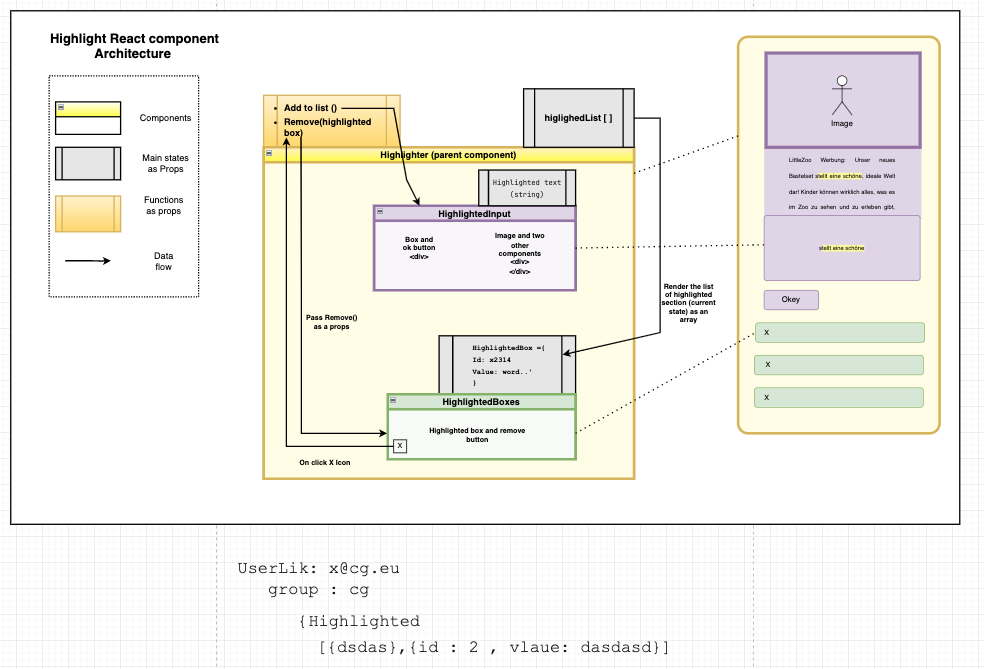 Highlight React component
Architecture
Components
Main states
as Props
Functions
as props
Data
flow
• Add to list ()
• Remove(highlighted
box)
higlighedList [ ]
Highlighter (parent component)
Highlighted text
(string)
HighlightedInput
Box and
ok button
<div>
Image and two
other
components
<div>
</div>
Pass Remove()
as a props
Render the list
of highlighted
section (current
state) as an
array
HighlightedBox ={
Id: x2314
Value: word..'
}
HighlightedBoxes
Highlighted box and remove
button
X
On click X Icon
Image
LittleZoo Werbung: Unser neues
Bastelset stellt eine schöne, ideale Welt
dar! Kinder können wirklich alles, was es
im Zoo zu sehen und zu erleben gibt,
stellt eine schöne
Okey
X
X
X
UserLik: x@cg.eu
group : cg
{Highlighted
[{dsdas},{id : 2 , vlaue: dasdasd}]